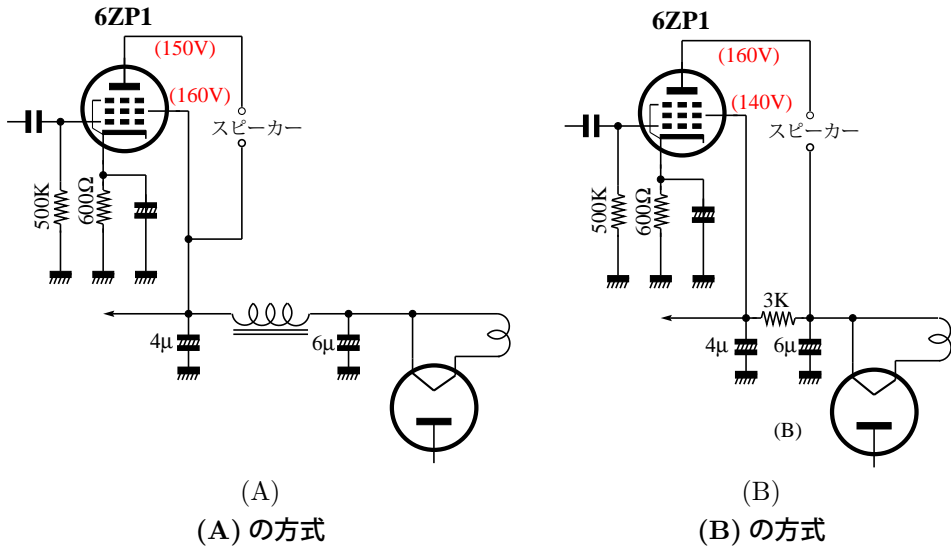 6ZP1
(150V)
(160V)
スピーカー
500K
600Ω
4μ
6μ
(A)
(A) の方式
6ZP1
(160V)
(140V)
スピーカー
500K
600Ω
3K
4μ
6μ
(B)
(B)
(B) の方式